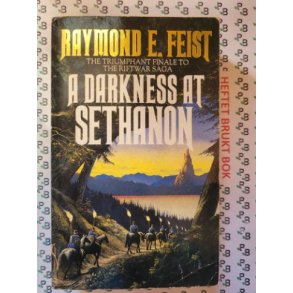 RAYMOND E. FEIST
THE TRIUMPHANT FINALE TO
THE RIFTWAR SAGA
A DARKNESS AT
SETHANON
HEFTET BRUKT BOK